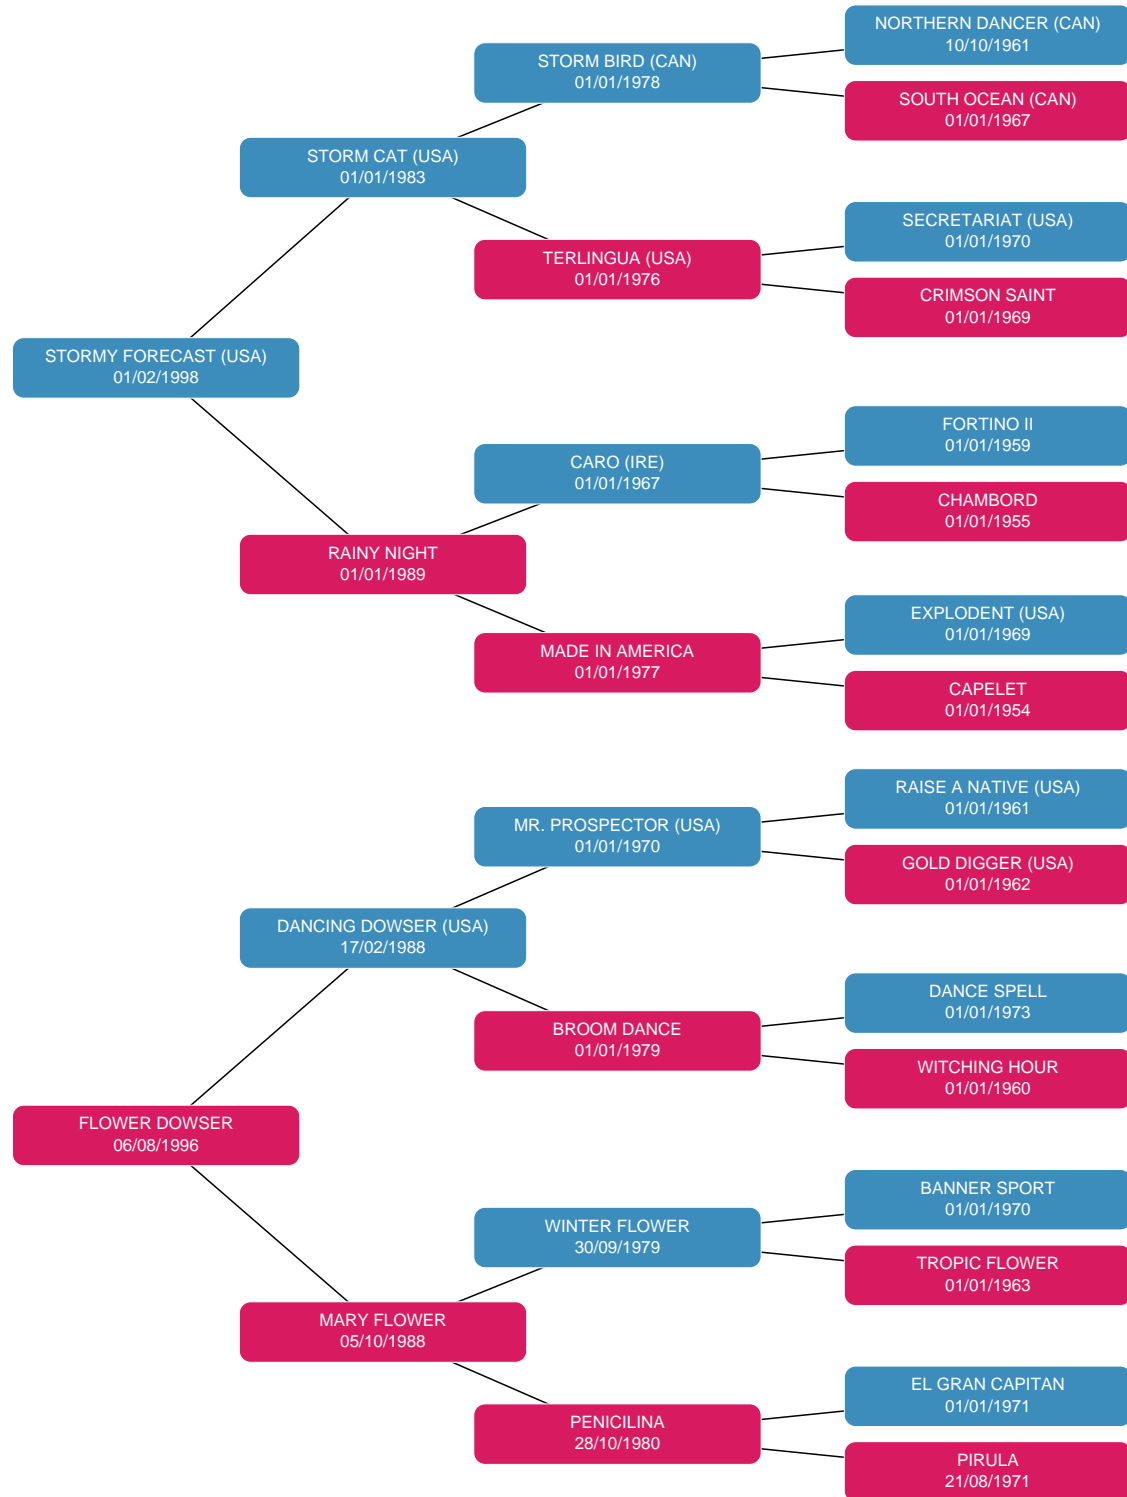 NORTHERN DANCER (CAN)
10/10/1961
STORM BIRD (CAN)
01/01/1978
SOUTH OCEAN (CAN)
01/01/1967
STORM CAT (USA)
01/01/1983
SECRETARIAT (USA)
01/01/1970
TERLINGUA (USA)
01/01/1976
CRIMSON SAINT
01/01/1969
STORMY FORECAST (USA)
01/02/1998
FORTINO II
01/01/1959
CARO (IRE)
01/01/1967
CHAMBORD
01/01/1955
RAINY NIGHT
01/01/1989
EXPLODENT (USA)
01/01/1969
MADE IN AMERICA
01/01/1977
CAPELET
01/01/1954
RAISE A NATIVE (USA)
01/01/1961
MR. PROSPECTOR (USA)
01/01/1970
GOLD DIGGER (USA)
01/01/1962
DANCING DOWSER (USA)
17/02/1988
DANCE SPELL
01/01/1973
BROOM DANCE
01/01/1979
WITCHING HOUR
01/01/1960
FLOWER DOWSER
06/08/1996
BANNER SPORT
01/01/1970
WINTER FLOWER
30/09/1979
TROPIC FLOWER
01/01/1963
MARY FLOWER
05/10/1988
EL GRAN CAPITAN
01/01/1971
PENICILINA
28/10/1980
PIRULA
21/08/1971